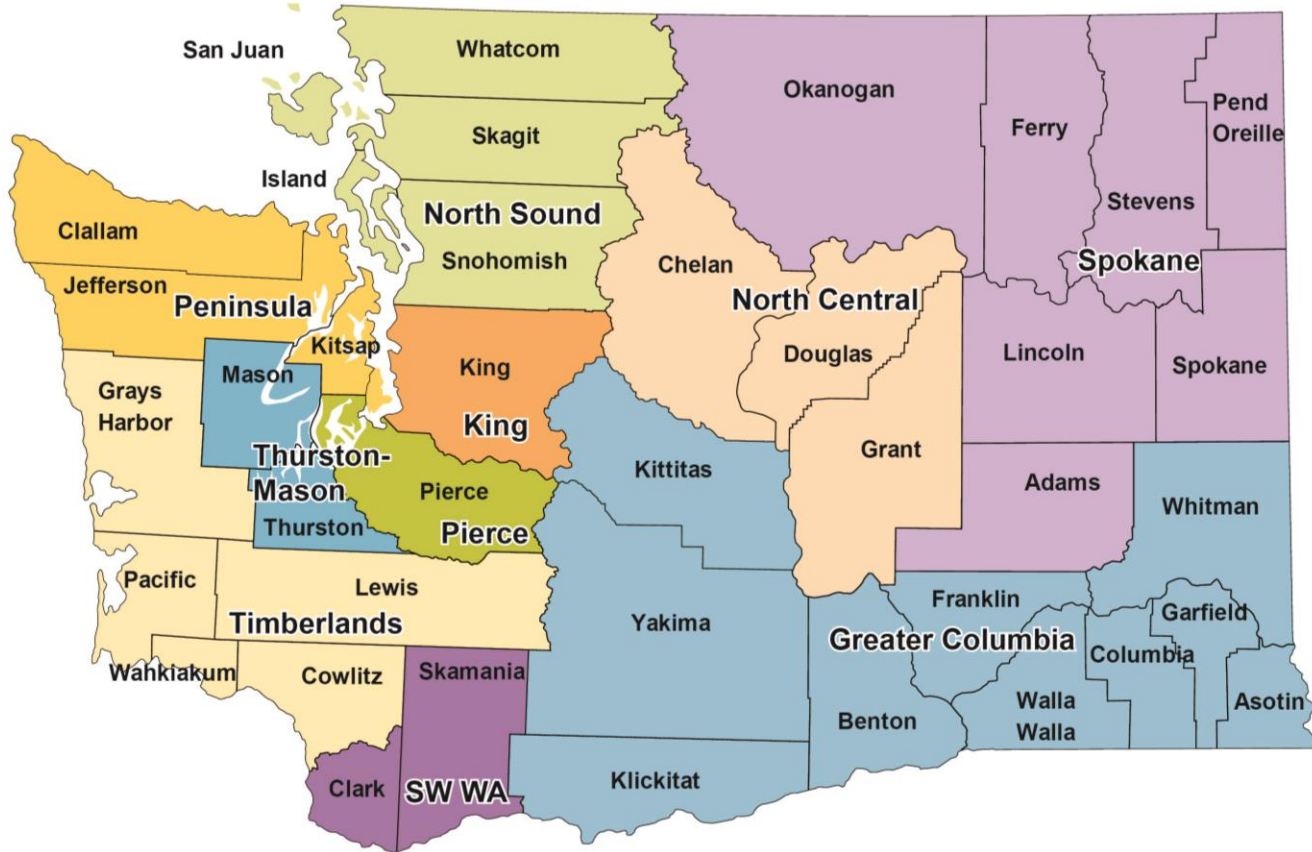 San Juan
Whatcom
Okanogan
Ferry
Pend
Oreille
Skagit
Island
Stevens
North Sound
Clallam
Snohomish
Chelan
Spokane
Jefferson
Peninsula
North Central
Kitsap
King
Douglas
Lincoln
Spokane
Mason
Grays
Harbor
King
Thurston-
Mason
Kittitas
Grant
Adams
Pierce
Whitman
Thurston
Pierce
Pacific
Lewis
Franklin
Garfield
Timberlands
Yakima
Greater Columbia
Columbia
Wahkiakum
Cowlitz
Skamania
Walla
Walla
Asotin
Benton
Clark
SW WA
Klickitat